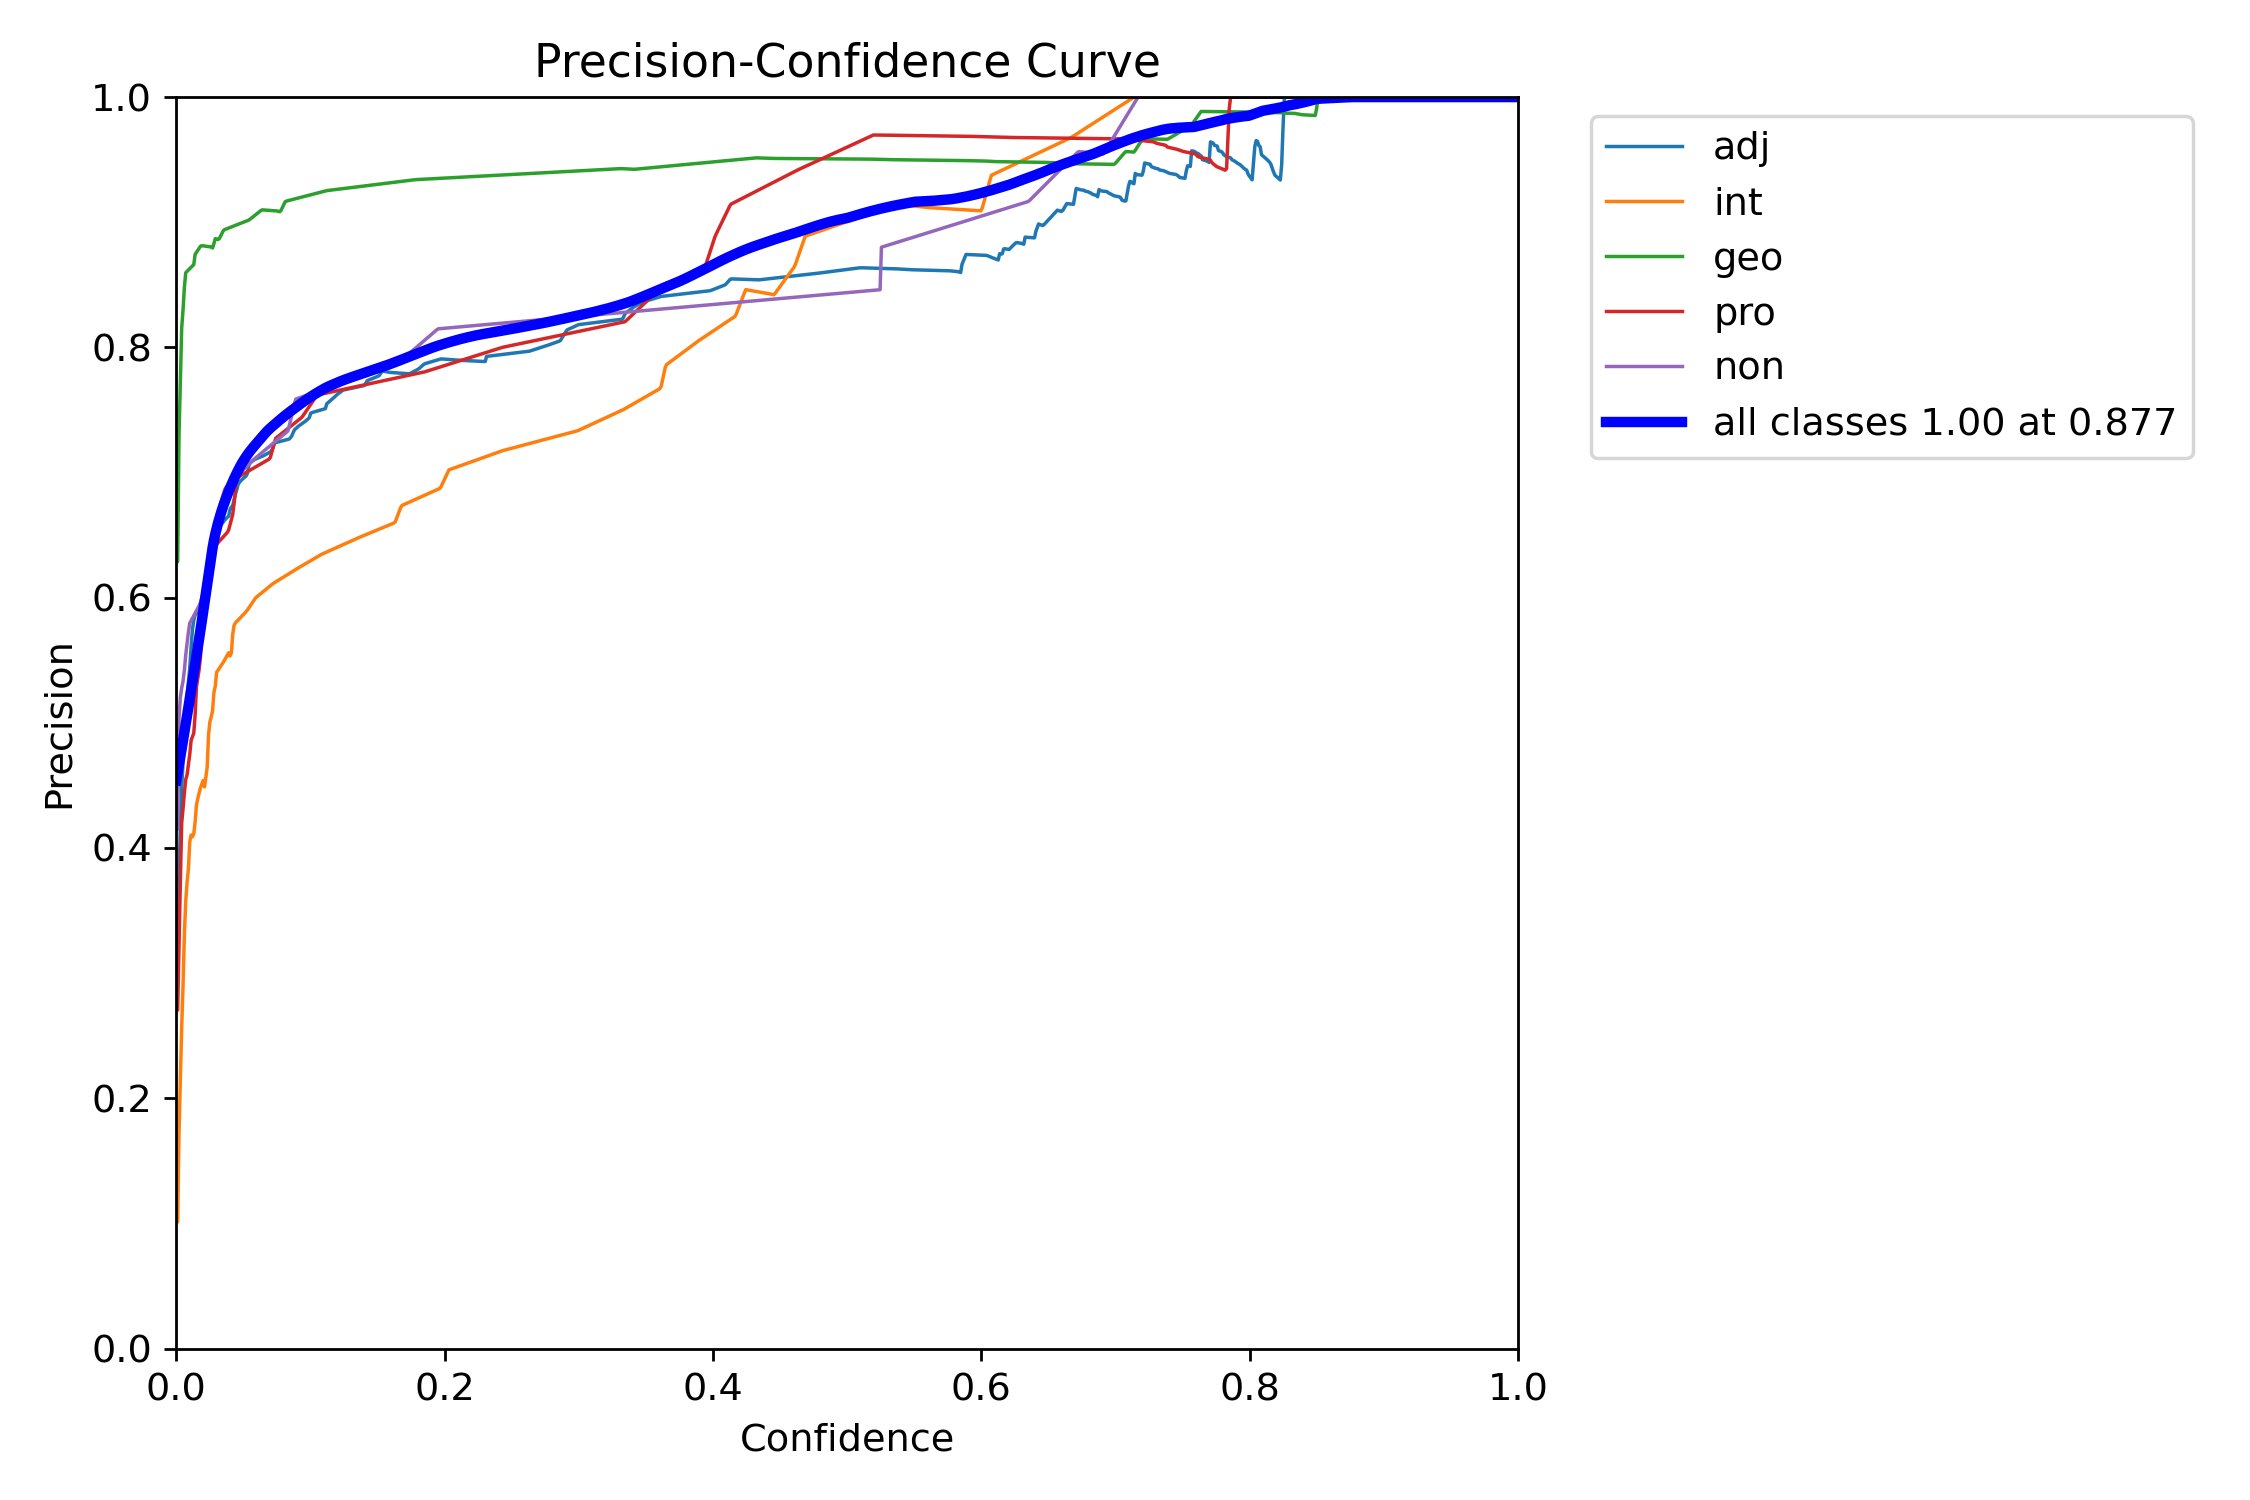 Precision-Confidence Curve
1.0
0.8
0.6
0.4
0.2
0.0
Precision
0.0 0.2 0.4 0.6 0.8 1.0
Confidence
adj
int
geo
pro
non
all classes 1.00 at 0.877